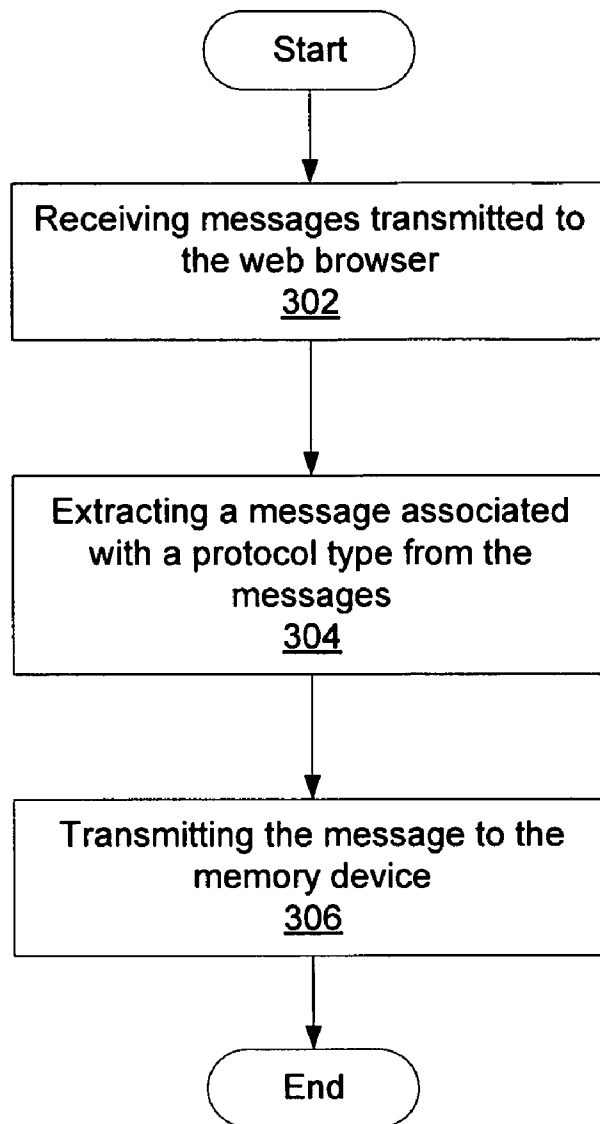 Start
Receiving messages transmitted to
the web browser
302
Extracting a message associated
with a protocol type from the
messages
304
Transmitting the message to the
memory device
306
End